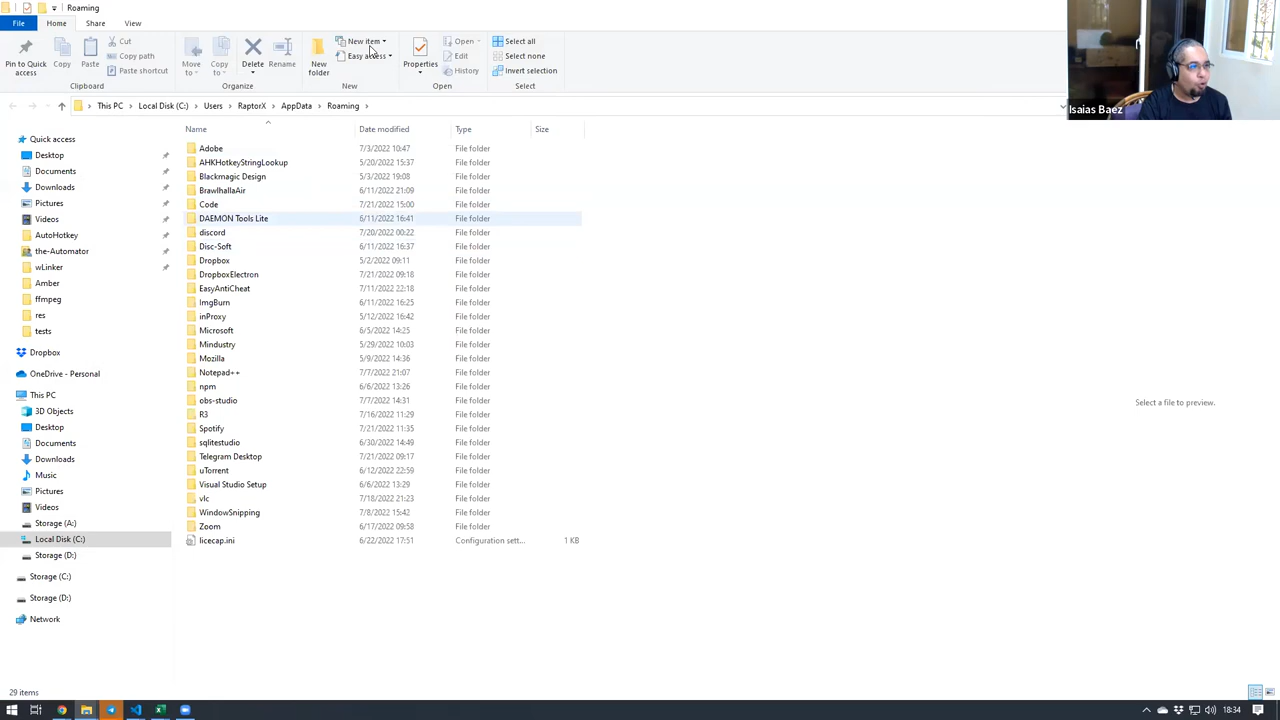 Roaming
File
Home
Share
View
Pin to Quick access
Copy
Paste
Cut
Copy path
Paste shortcut
Clipboard
Move to
Copy to
Delete
Rename
Organize
New folder
New item
Easy access
New
Properties
Open
Edit
History
Open
Select all
Select none
Invert selection
Select
Isaias Baez
This PC
Local Disk (C:)
Users
RaptorX
AppData
Roaming
Quick access
Desktop
Documents
Downloads
Pictures
Videos
AutoHotkey
the-Automator
wLinker
Amber
ffmpeg
res
tests
Dropbox
OneDrive - Personal
This PC
3D Objects
Desktop
Documents
Downloads
Music
Pictures
Videos
Storage (A:)
Local Disk (C:)
Storage (D:)
Storage (C:)
Storage (D:)
Network
Name Date modified Type Size
Adobe 7/3/2022 10:47 File folder
AHKHotkeyStringLookup 5/20/2022 15:37 File folder
Blackmagic Design 5/3/2022 19:08 File folder
BrawlhallaAir 6/11/2022 21:09 File folder
Code 7/21/2022 15:00 File folder
DAEMON Tools Lite 6/11/2022 16:41 File folder
discord 7/20/2022 00:22 File folder
Disc-Soft 6/11/2022 16:37 File folder
Dropbox 5/2/2022 09:11 File folder
DropboxElectron 7/21/2022 09:18 File folder
EasyAntiCheat 7/11/2022 22:18 File folder
ImgBurn 6/11/2022 16:25 File folder
inProxy 5/12/2022 16:42 File folder
Microsoft 6/5/2022 14:25 File folder
Mindustry 5/29/2022 10:03 File folder
Mozilla 5/9/2022 14:36 File folder
Notepad++ 7/7/2022 21:07 File folder
npm 6/6/2022 13:26 File folder
obs-studio 7/7/2022 14:31 File folder
R3 7/16/2022 11:29 File folder
Spotify 7/21/2022 11:35 File folder
sqlitestudio 6/30/2022 14:49 File folder
Telegram Desktop 7/21/2022 09:17 File folder
uTorrent 6/12/2022 22:59 File folder
Visual Studio Setup 6/6/2022 13:29 File folder
vlc 7/18/2022 21:23 File folder
WindowSnipping 7/8/2022 15:42 File folder
Zoom 6/17/2022 09:58 File folder
licecap.ini 6/22/2022 17:51 Configuration sett... 1 KB
Select a file to preview.
29 items
18:34